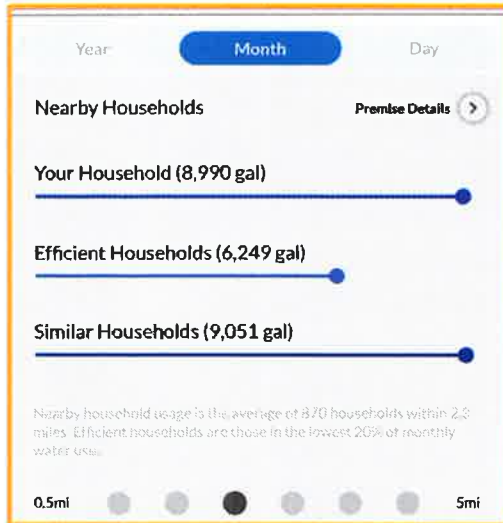 Year Month Day
Nearby Households Premise Details
Your Household (8,990 gal)
Efficient Households (6,249 gal)
Similar Households (9,051 gal)
Nearby household usage is the average of 870 households within
miles. Efficient households are those in the lowest 20% of monthly
water use.
0.5mi 5mi